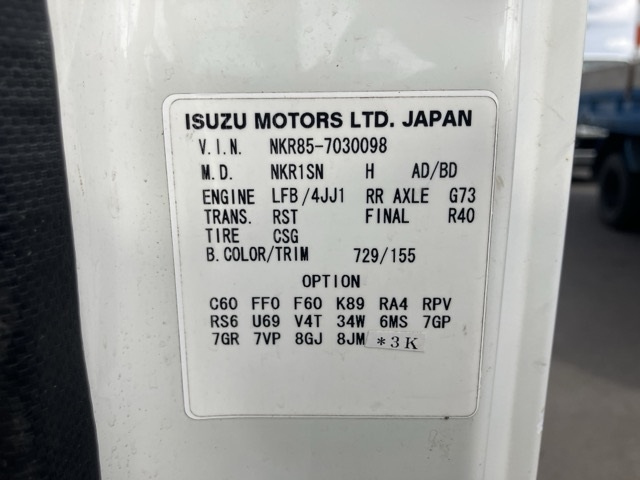 ISUZU MOTORS LTD. JAPAN
V.I.N. NKR85-7030098
M.D. NKR1SN H AD/BD
ENGINE LFB/4JJ1 RR AXLE G73
TRANS. RST FINAL R40
TIRE CSG
B.COLOR/TRIM 729/155
OPTION
C60 FF0 F60 K89 RA4 RPV
RS6 U69 V4T 34W 6MS 7GP
7GR 7VP 8GJ 8JM *3K